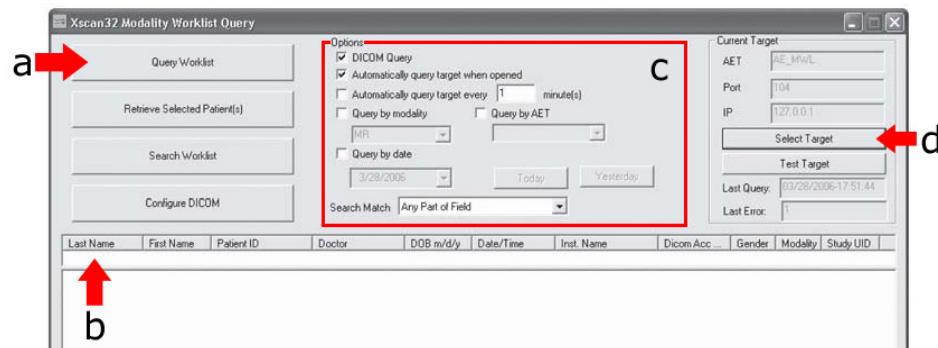 Xscan32 Modality Worklist Query
a
Query Worklist
Retrieve Selected Patient(s)
Search Worklist
Configure DICOM
Options
DICOM Query
Automatically query target when opened
Automatically query target every 1 minute(s)
Query by modality Query by AET
MR
Query by date
3/28/2006 Today Yesterday
Search Match Any Part of Field
c
Current Target
AET AE_MWL
Port 104
IP 127.0.0.1
Select Target
d
Test Target
Last Query: 03/28/2006-17:51:44
Last Error: 1
Last Name First Name Patient ID Doctor DOB m/d/y Date/Time Inst. Name Dicom Acc ... Gender Modality Study UID
b